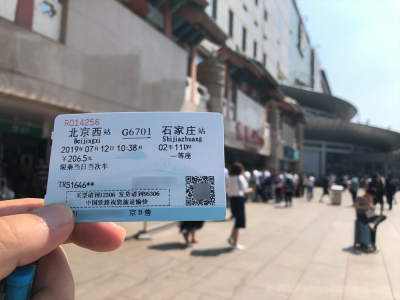 R014256
北京西站 G6701 石家庄站
Beijingxi Shijiazhuang
2019年07月12日10:38开 02车11D号
¥206.5元 一等座
限乘当日当次车
TK51646**
买票请到12306 发货请到95306
中国铁路祝您旅途愉快
京B售